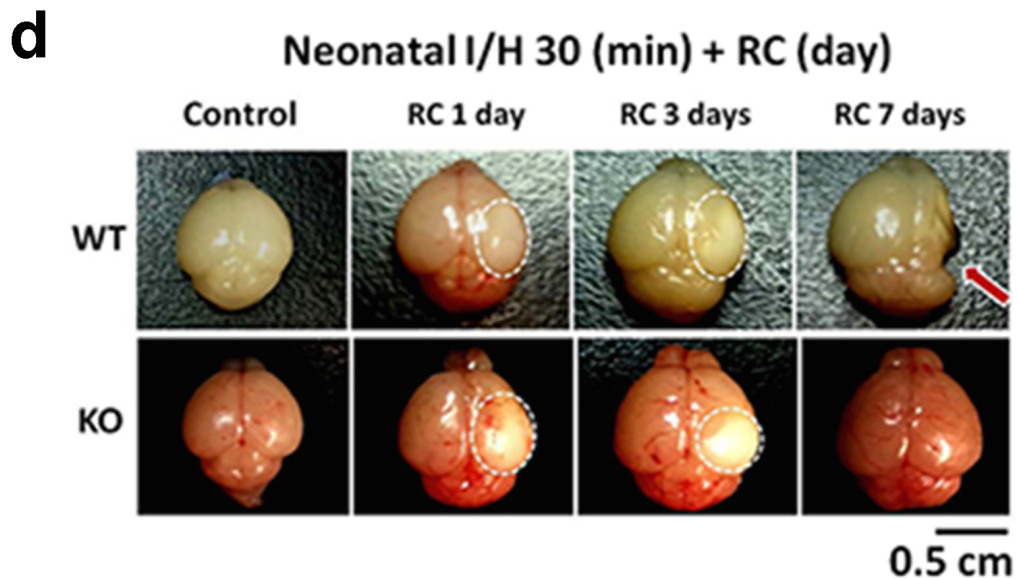 d
Neonatal I/H 30 (min) + RC (day)
Control RC 1 day RC 3 days RC 7 days
WT
KO
0.5 cm